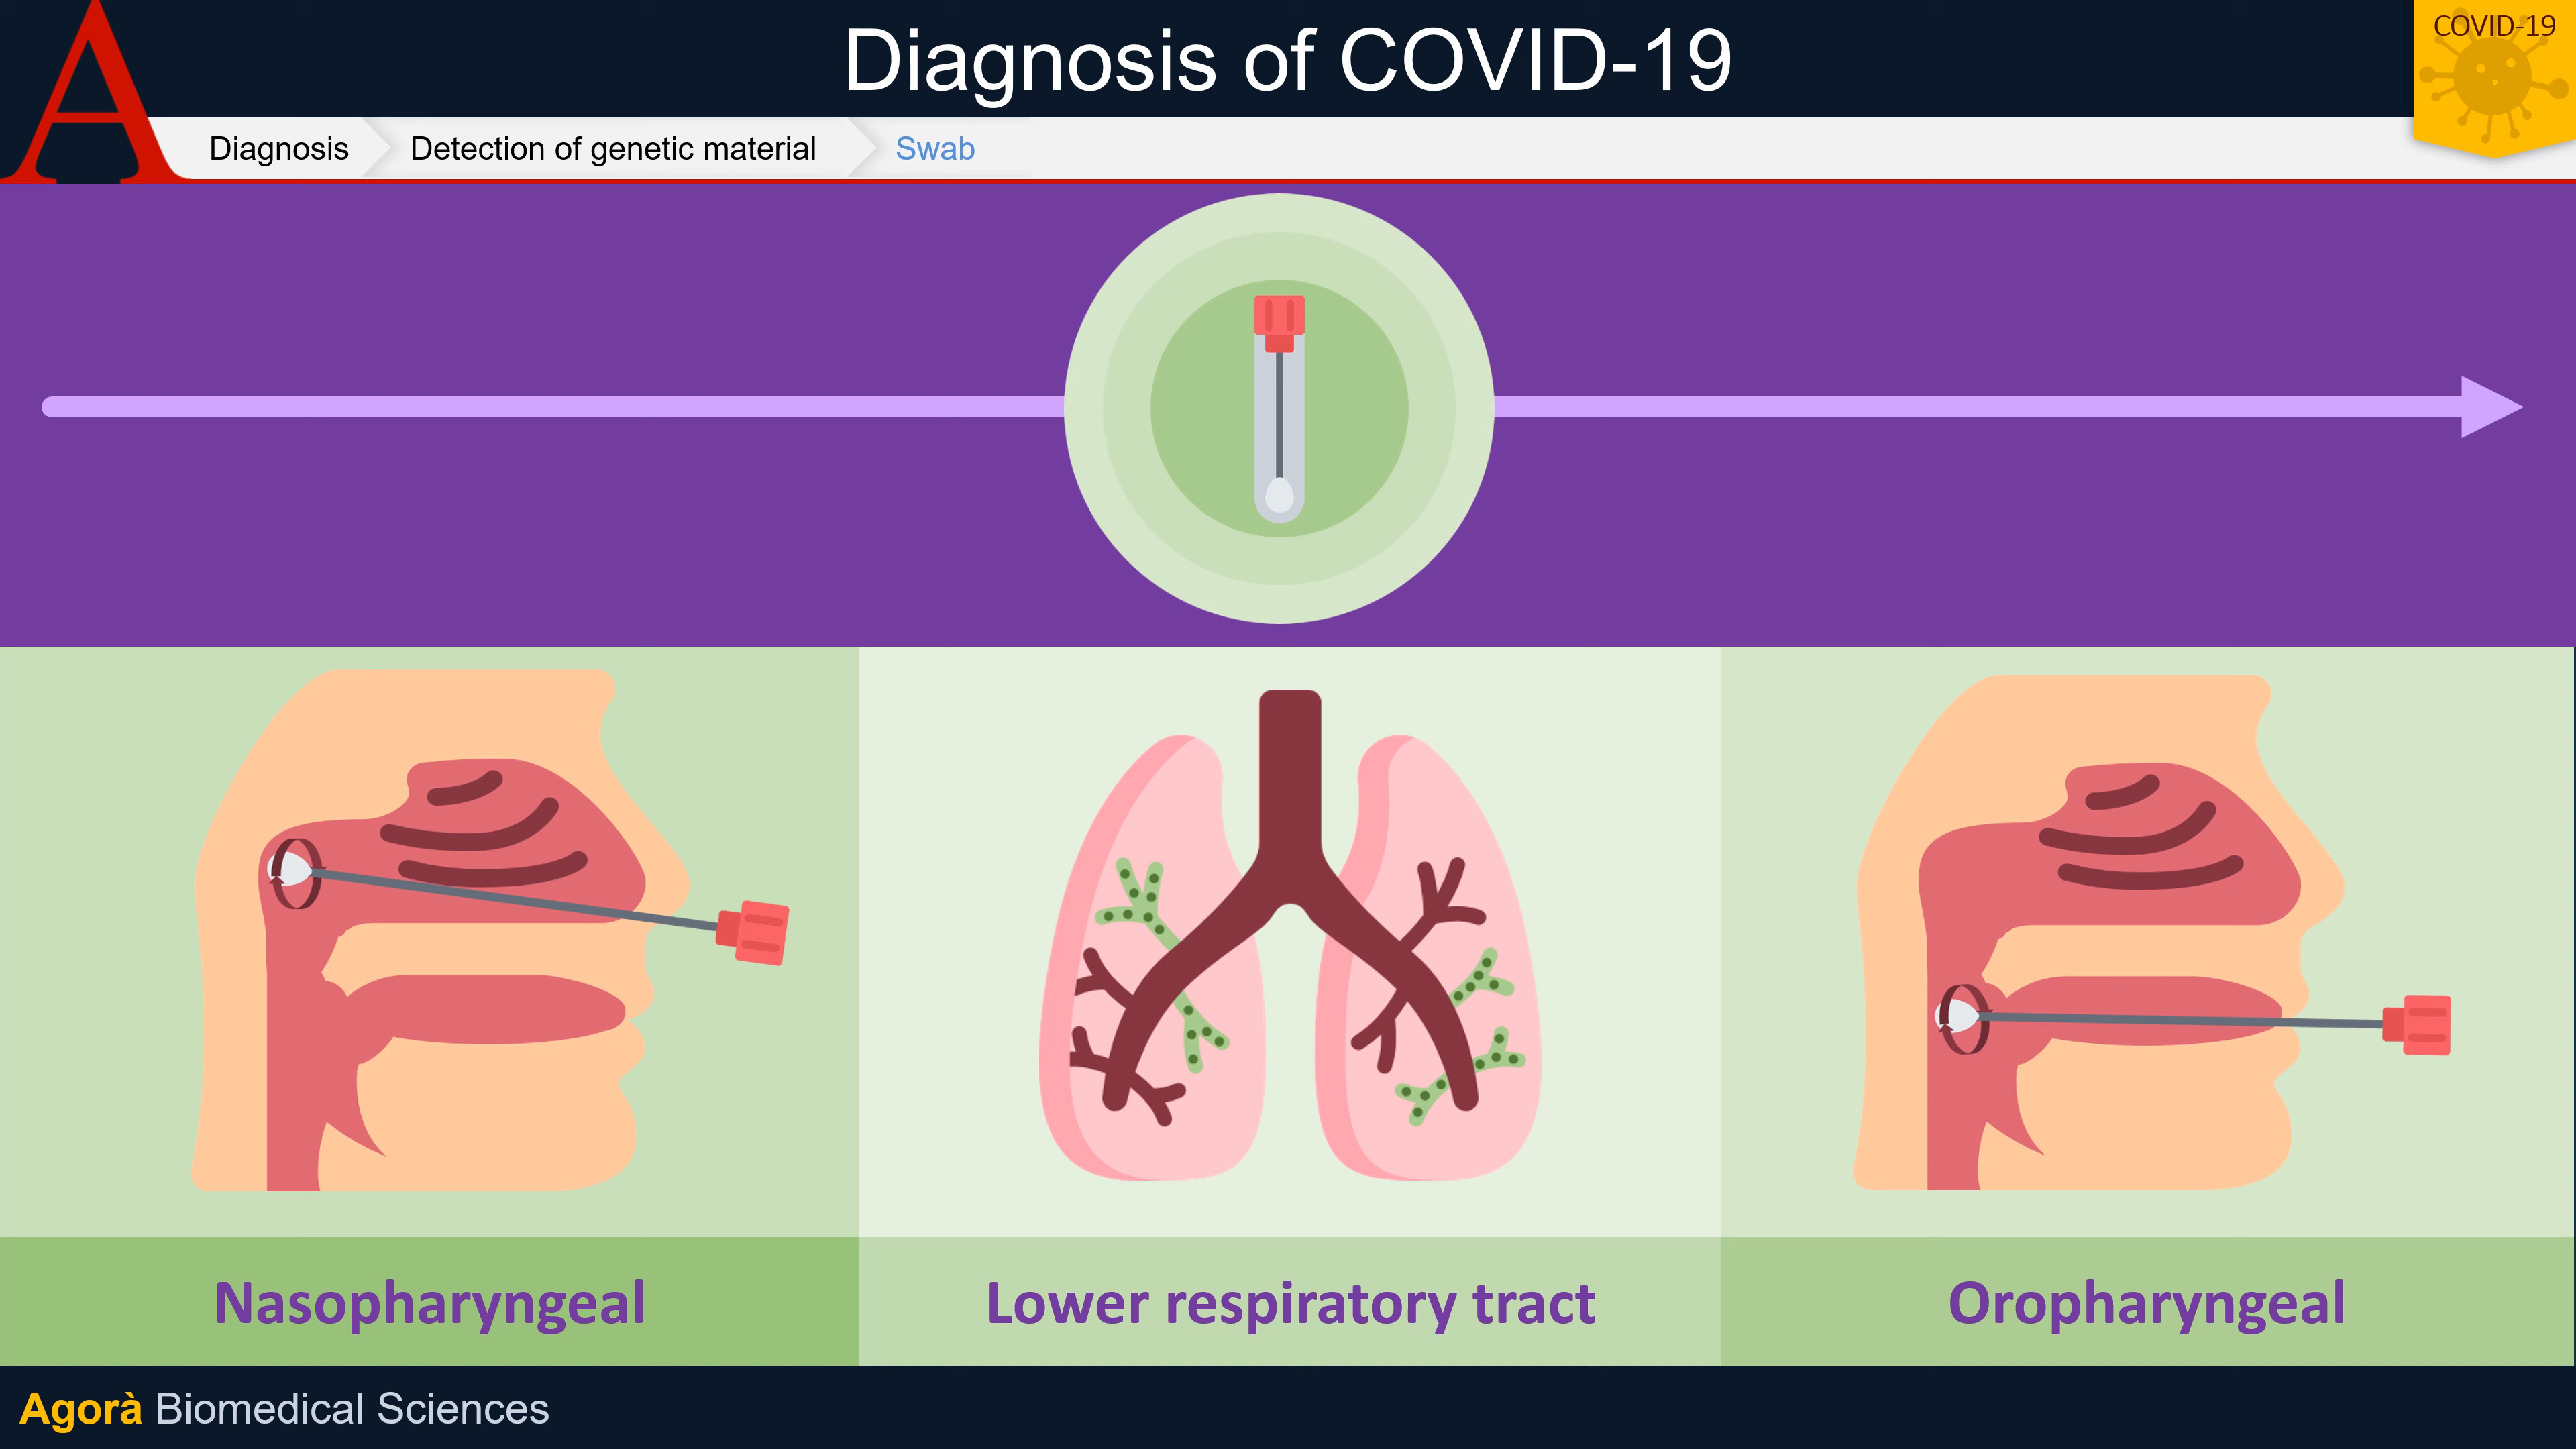 A
Diagnosis of COVID-19
COVID-19
Diagnosis
Detection of genetic material
Swab
Nasopharyngeal
Lower respiratory tract
Oropharyngeal
Agorà Biomedical Sciences